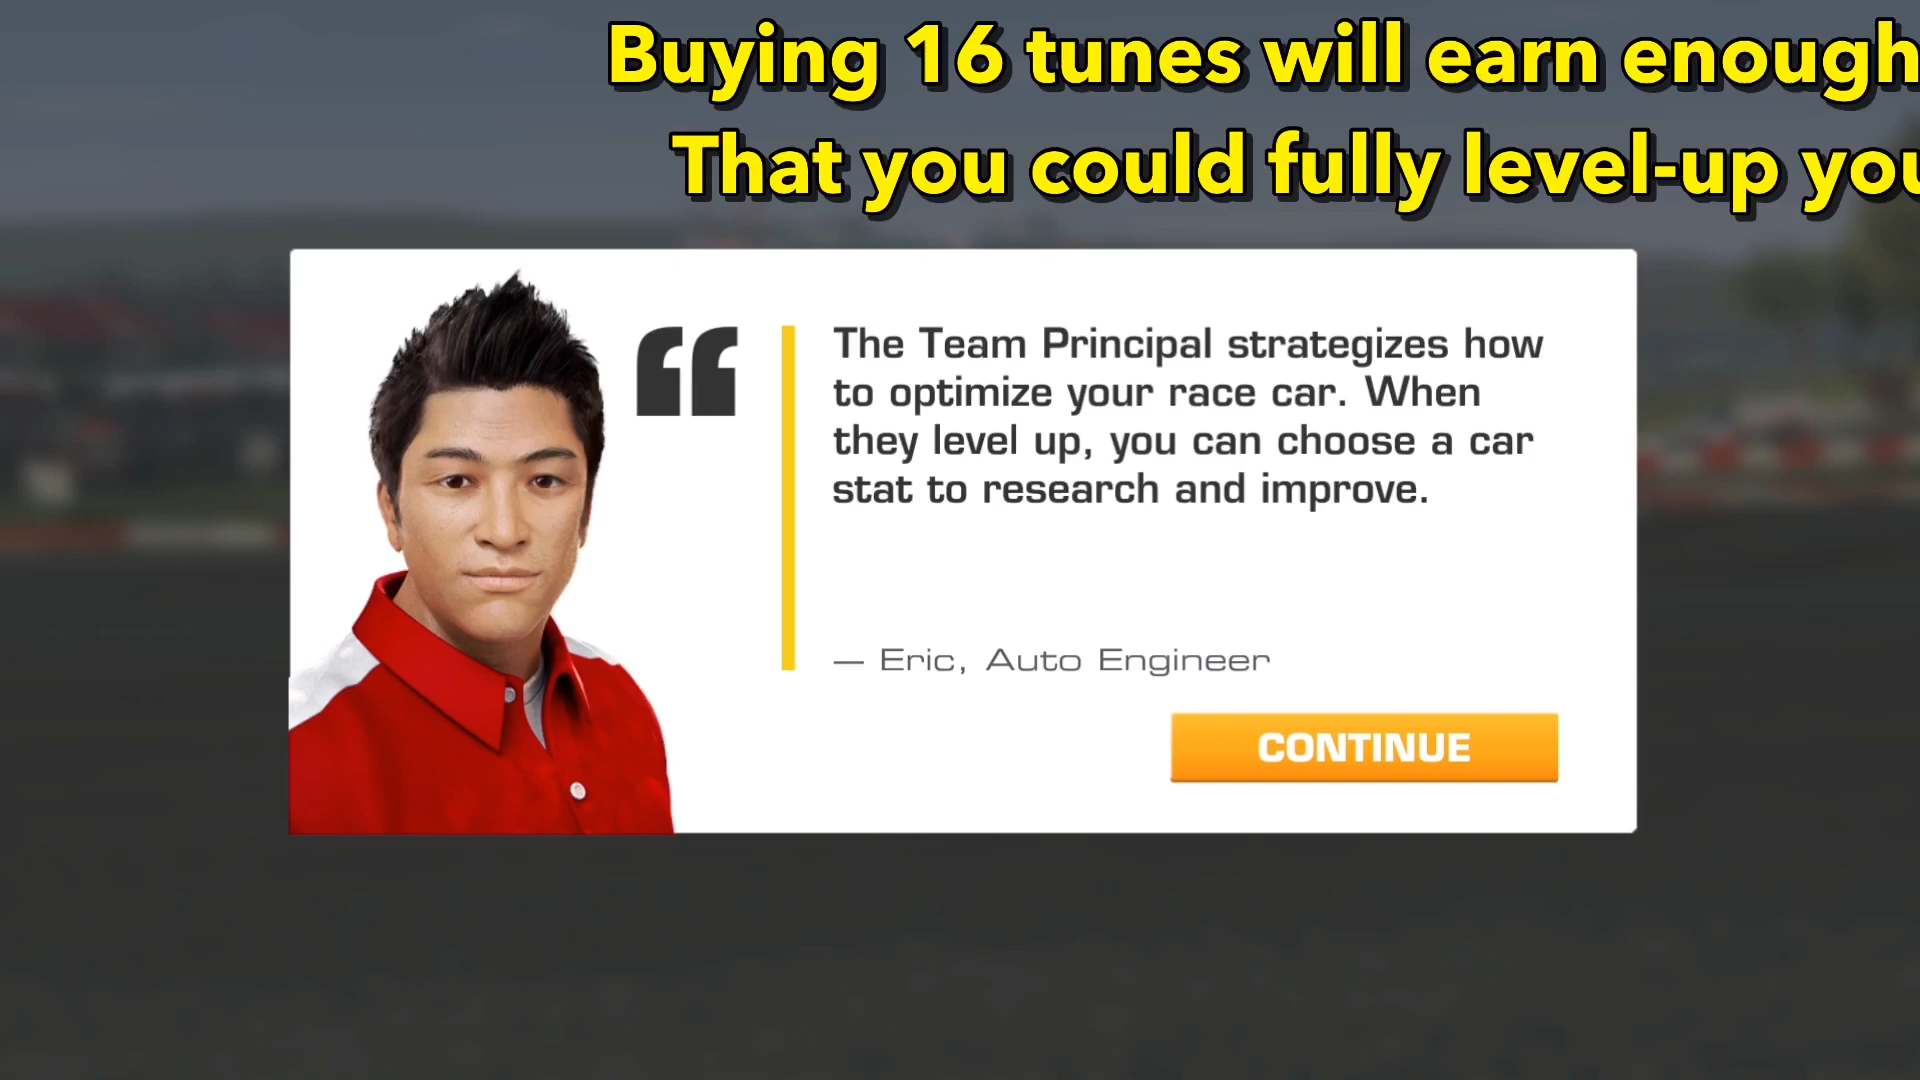 Buying 16 tunes will earn enough
That you could fully level-up you
The Team Principal strategizes how
to optimize your race car. When
they level up, you can choose a car
stat to research and improve.
— Eric, Auto Engineer
CONTINUE